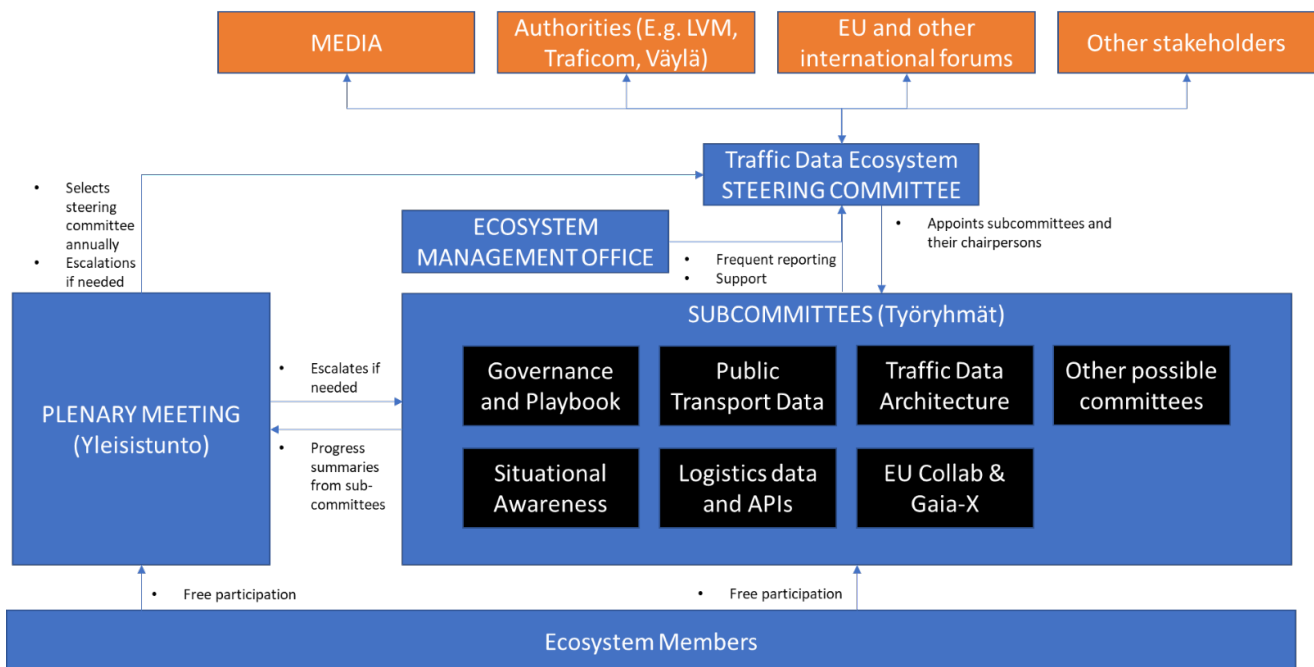 MEDIA
Authorities (E.g. LVM,
Traficom, Väylä)
EU and other
international forums
Other stakeholders
Traffic Data Ecosystem
STEERING COMMITTEE
• Selects
steering
committee
annually
• Escalations
if needed
ECOSYSTEM
MANAGEMENT OFFICE
• Appoints subcommittees and
their chairpersons
• Frequent reporting
• Support
PLENARY MEETING
(Yleisistunto)
• Escalates if
needed
• Progress
summaries
from sub-
committees
SUBCOMMITTEES (Työryhmät)
Governance
and Playbook
Public
Transport Data
Traffic Data
Architecture
Other possible
committees
Situational
Awareness
Logistics data
and APIs
EU Collab &
Gaia-X
• Free participation
• Free participation
Ecosystem Members